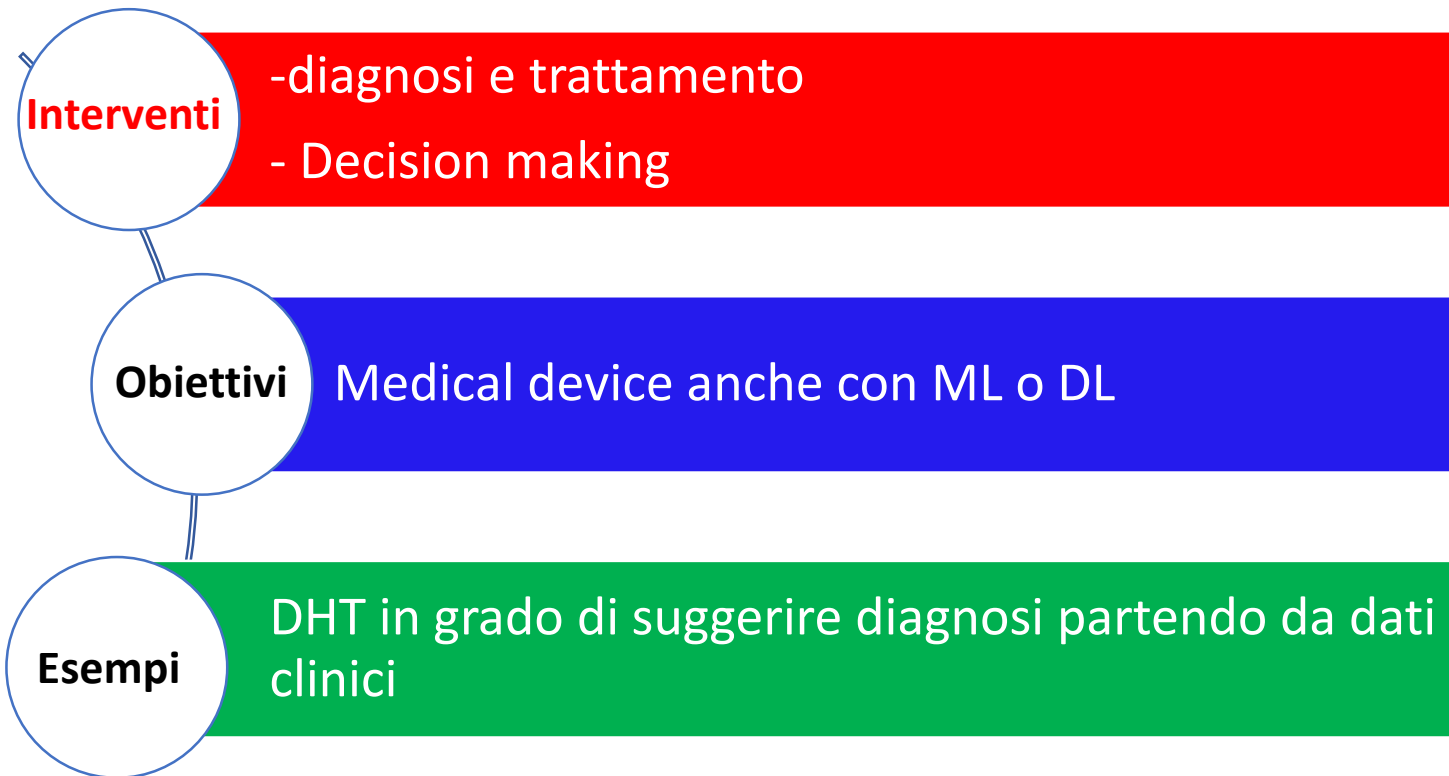 Interventi
-diagnosi e trattamento
- Decision making
Obiettivi
Medical device anche con ML o DL
Esempi
DHT in grado di suggerire diagnosi partendo da dati
clinici